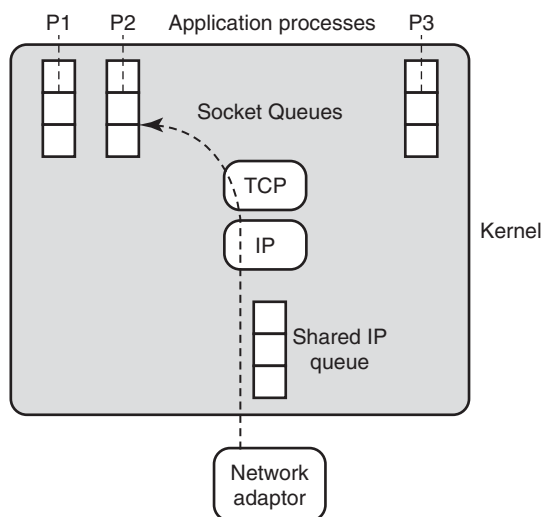 P1 P2 Application processes P3
Socket Queues
TCP
IP
Kernel
Shared IP
queue
Network
adaptor